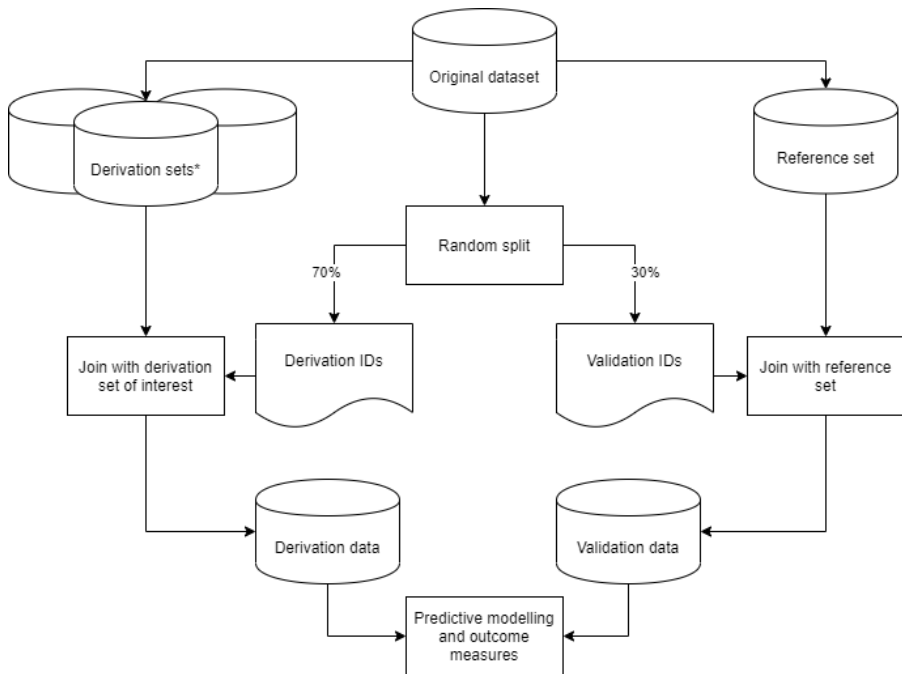 Original dataset
Derivation sets*
Reference set
Random split
70%
30%
Derivation IDs
Validation IDs
Join with derivation
set of interest
Join with reference
set
Derivation data
Validation data
Predictive modelling
and outcome
measures